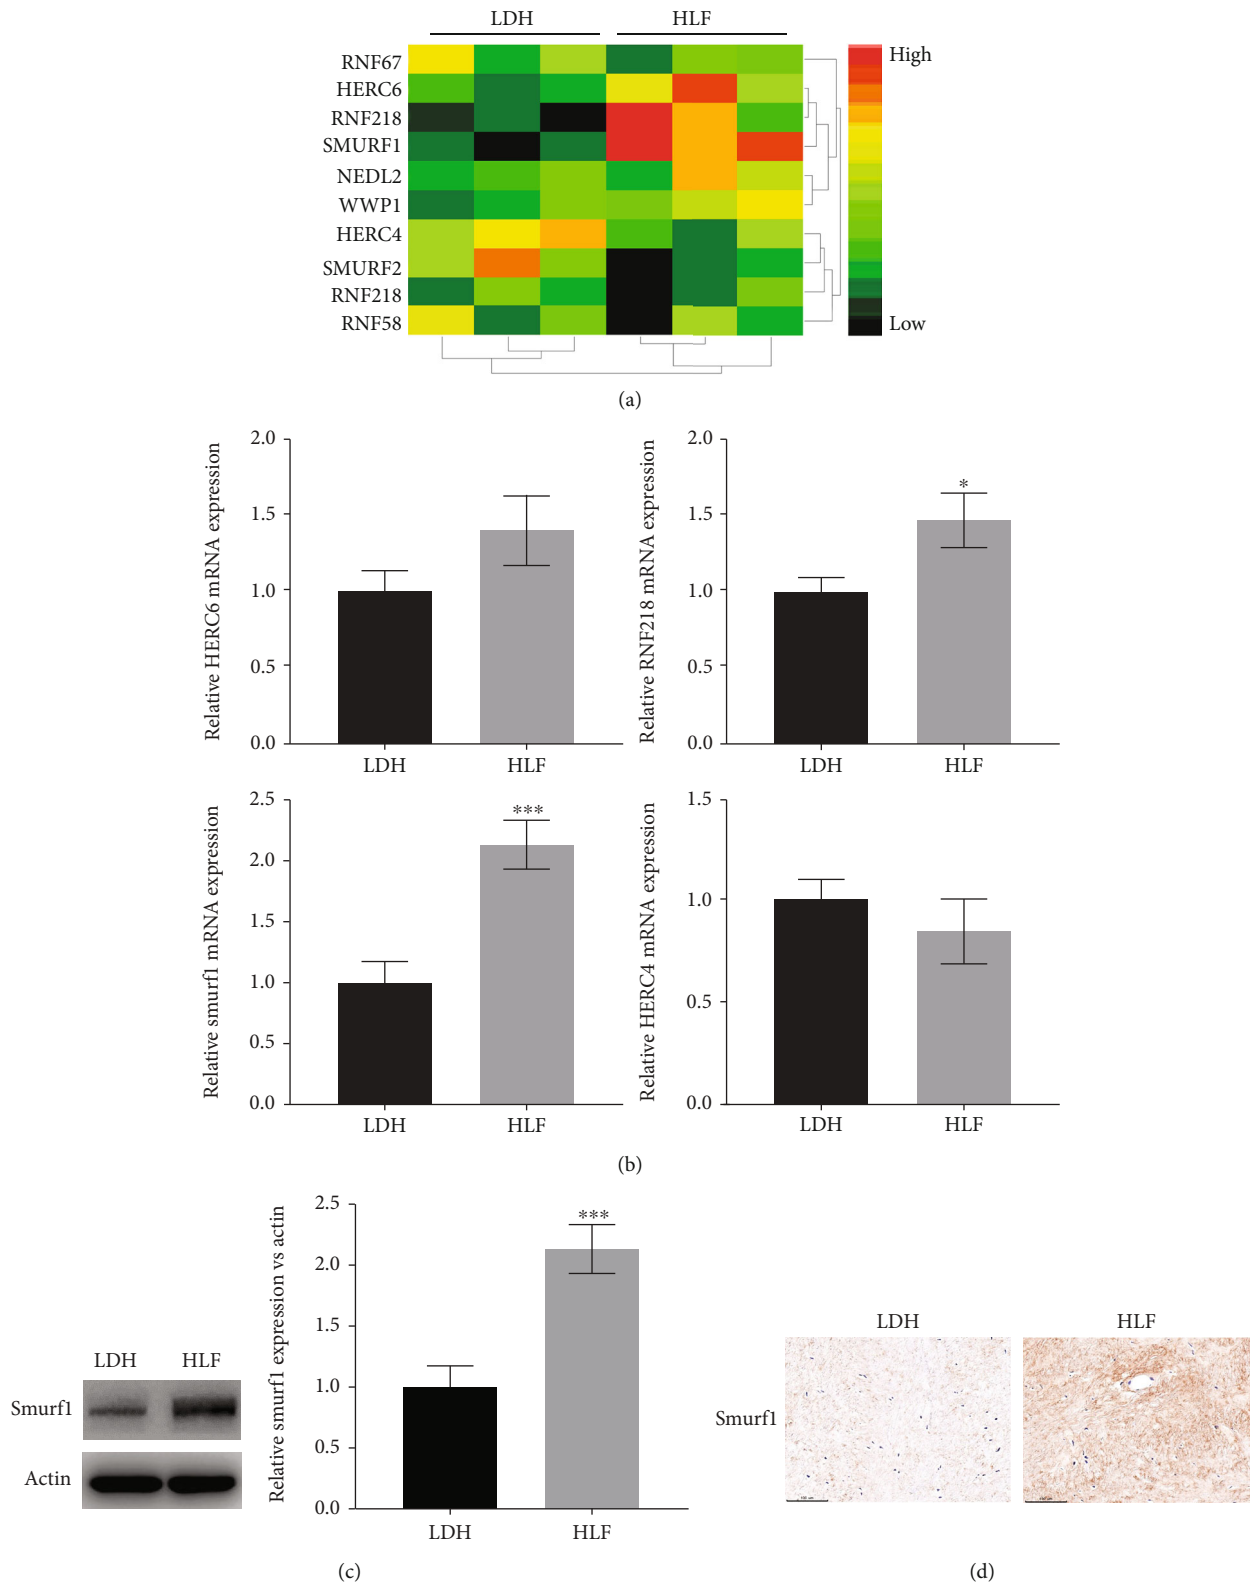 LDH HLF
RNF67
HERC6
RNF218
SMURF1
NEDL2
WWP1
HERC4
SMURF2
RNF218
RNF58
High
Low
(a)
Relative HERC6 mRNA expression
2.0
1.5
1.0
0.5
0.0
LDH HLF
Relative RNF218 mRNA expression
2.0
1.5
1.0
0.5
0.0
*
LDH HLF
Relative smurf1 mRNA expression
2.5
2.0
1.5
1.0
0.5
0.0
***
LDH HLF
Relative HERC4 mRNA expression
1.5
1.0
0.5
0.0
LDH HLF
(b)
LDH HLF
Smurf1
Actin
Relative smurf1 expression vs actin
2.5
2.0
1.5
1.0
0.5
0.0
***
LDH HLF
(c)
LDH HLF
Smurf1
(d)